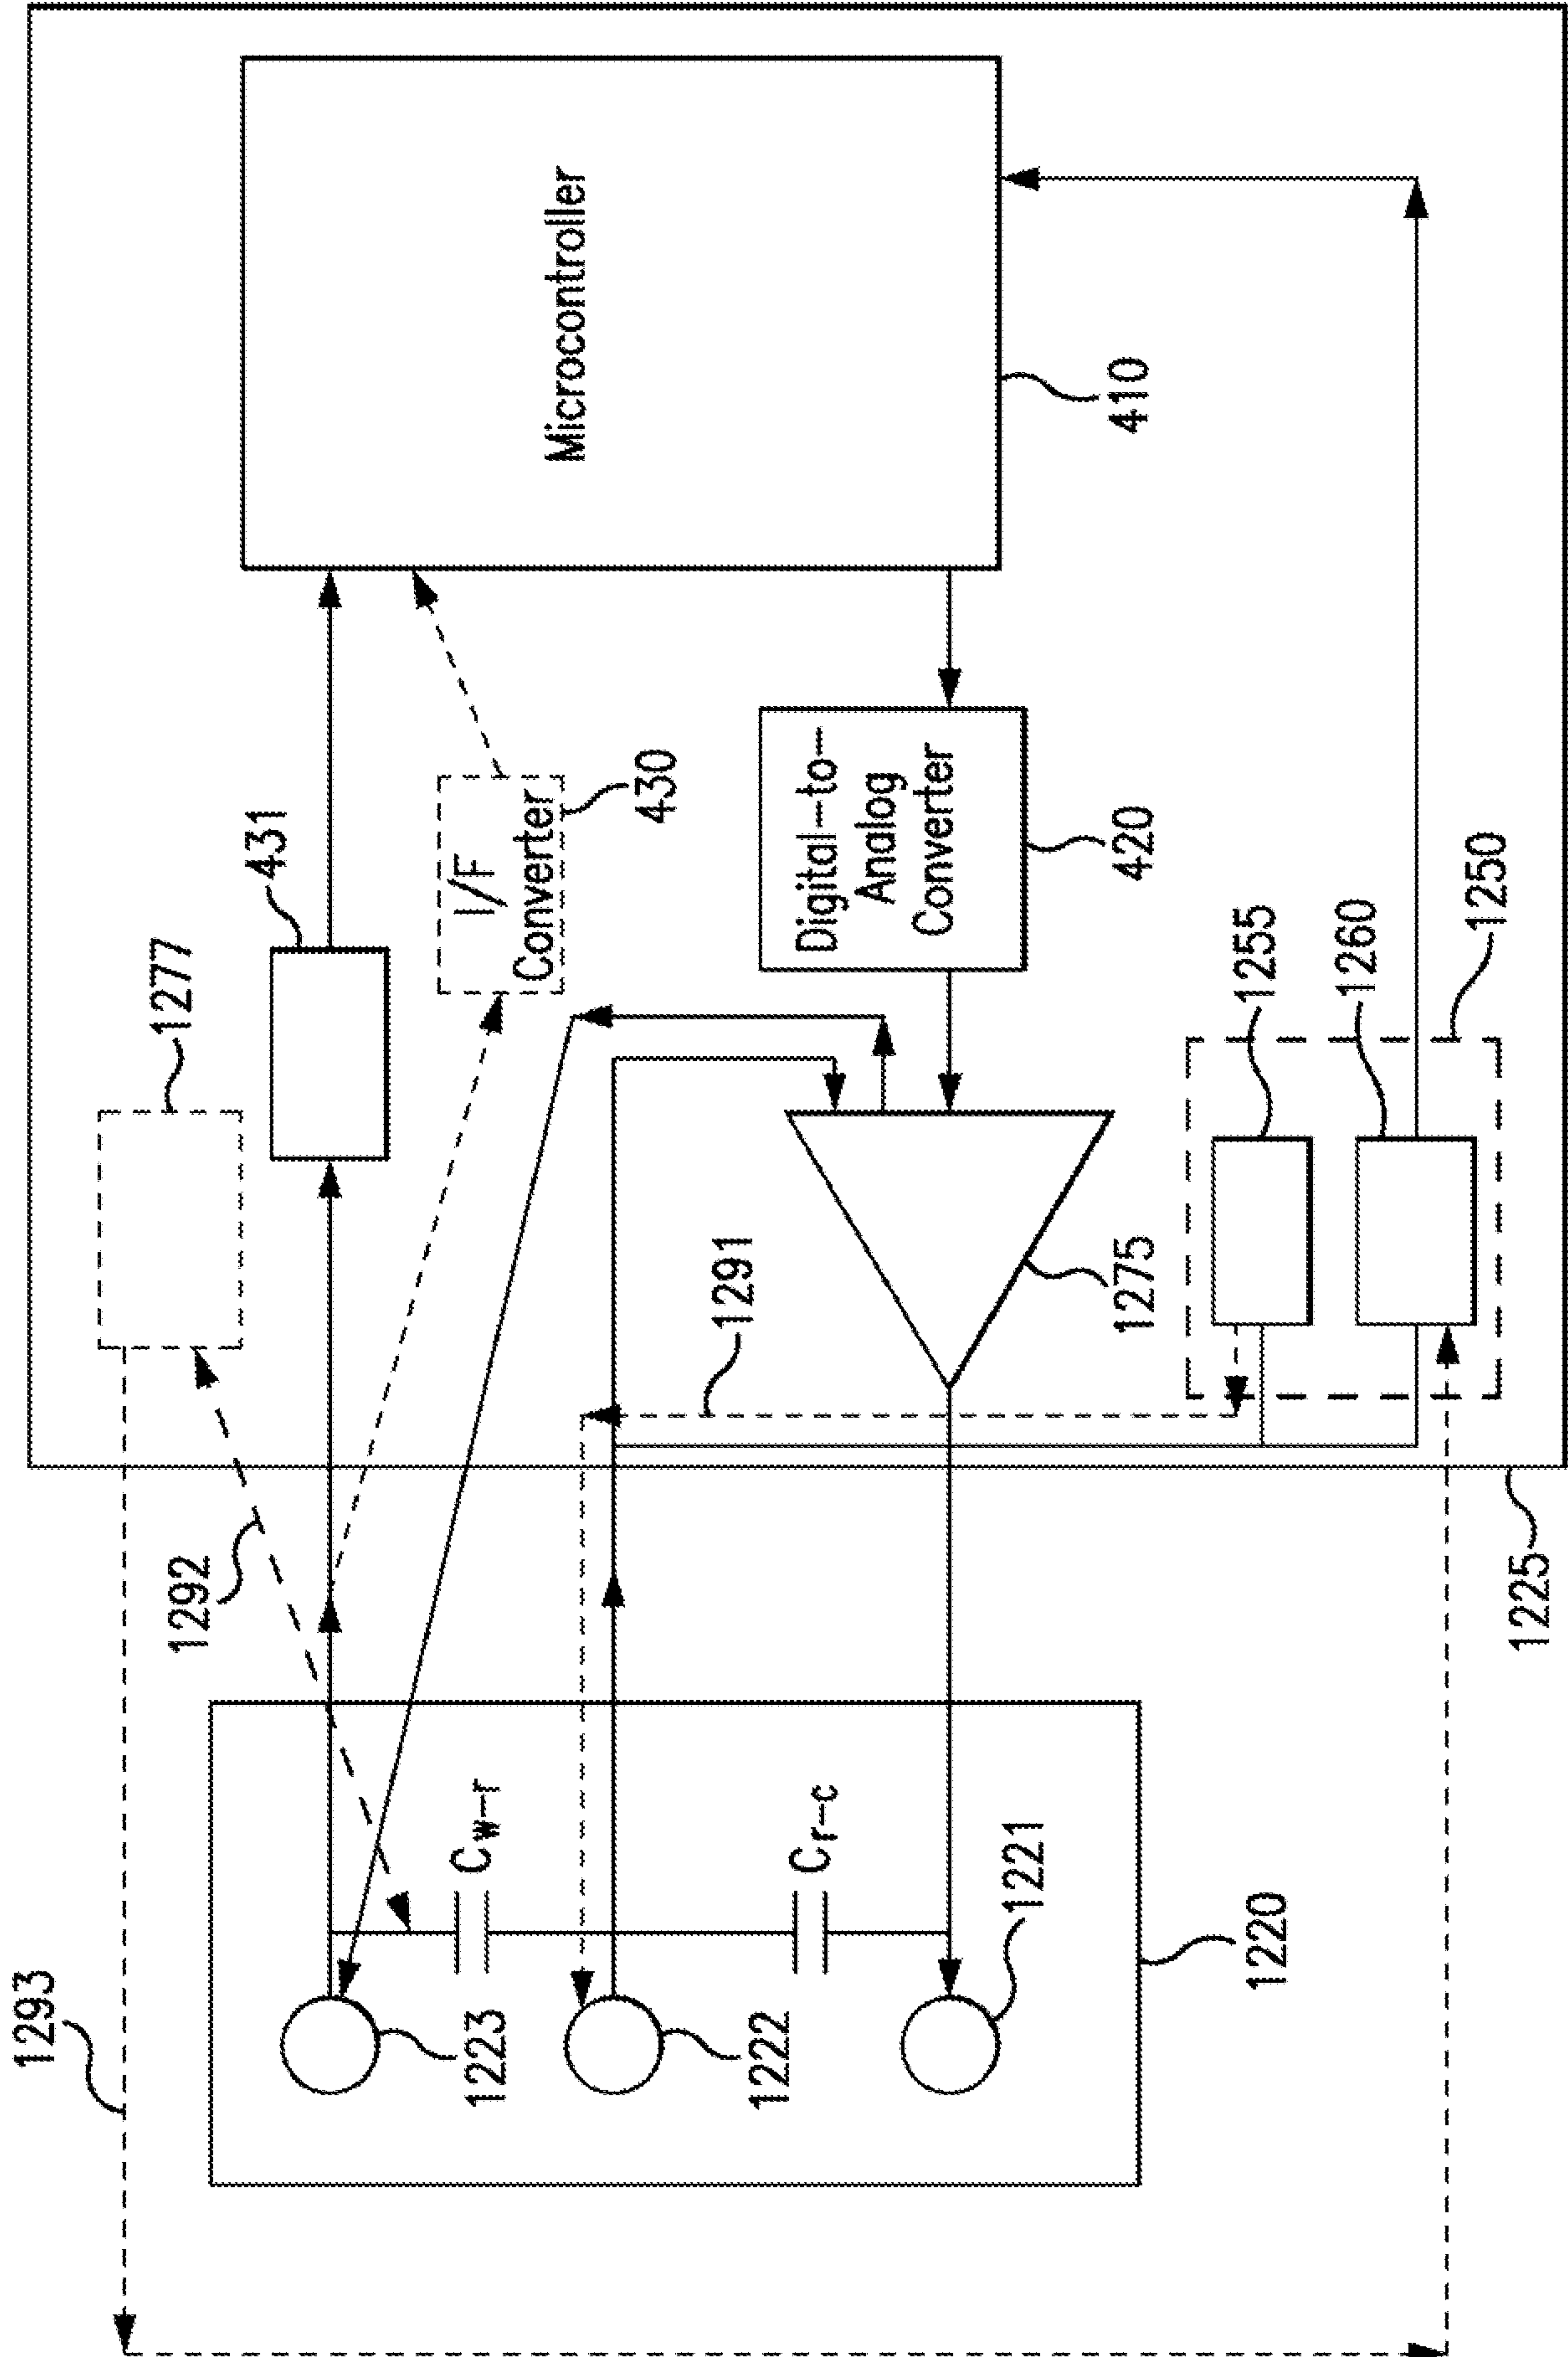 1293
1292
1277
431
Microcontroller
I/F
Converter
430
410
Digital-to-
Analog
Converter
420
1291
1275
1255
1260
1250
1225
Cw-r
Cr-c
1223
1222
1221
1220